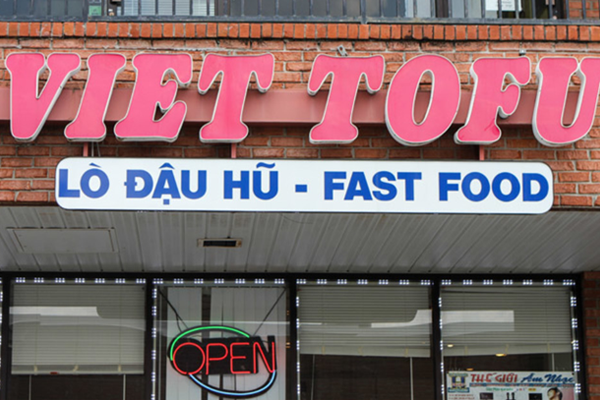 VIET TOFU
LÒ ĐẬU HŨ - FAST FOOD
OPEN
THẾ GIỚI Âm Nhạc